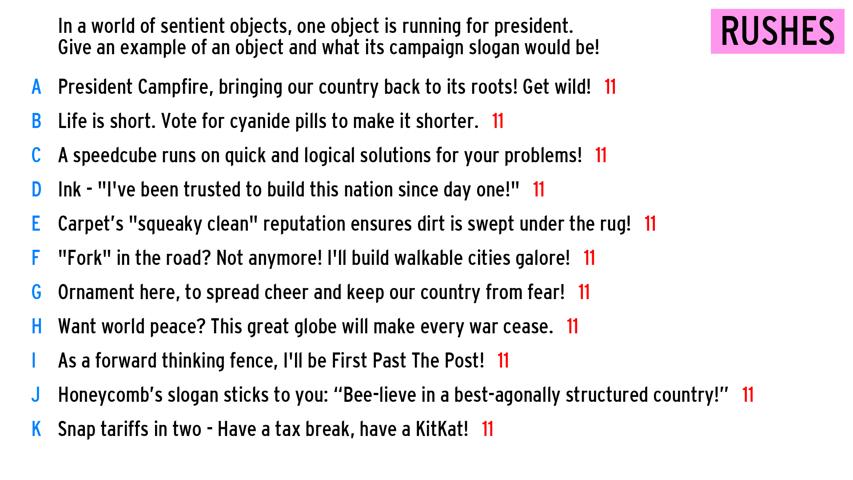 In a world of sentient objects, one object is running for president.
Give an example of an object and what its campaign slogan would be!
RUSHES
A President Campfire, bringing our country back to its roots! Get wild! 11
B Life is short. Vote for cyanide pills to make it shorter. 11
C A speedcube runs on quick and logical solutions for your problems! 11
D Ink - "I've been trusted to build this nation since day one!" 11
E Carpet’s "squeaky clean" reputation ensures dirt is swept under the rug! 11
F "Fork" in the road? Not anymore! I'll build walkable cities galore! 11
G Ornament here, to spread cheer and keep our country from fear! 11
H Want world peace? This great globe will make every war cease. 11
I As a forward thinking fence, I'll be First Past The Post! 11
J Honeycomb’s slogan sticks to you: “Bee-lieve in a best-agonally structured country!” 11
K Snap tariffs in two - Have a tax break, have a KitKat! 11